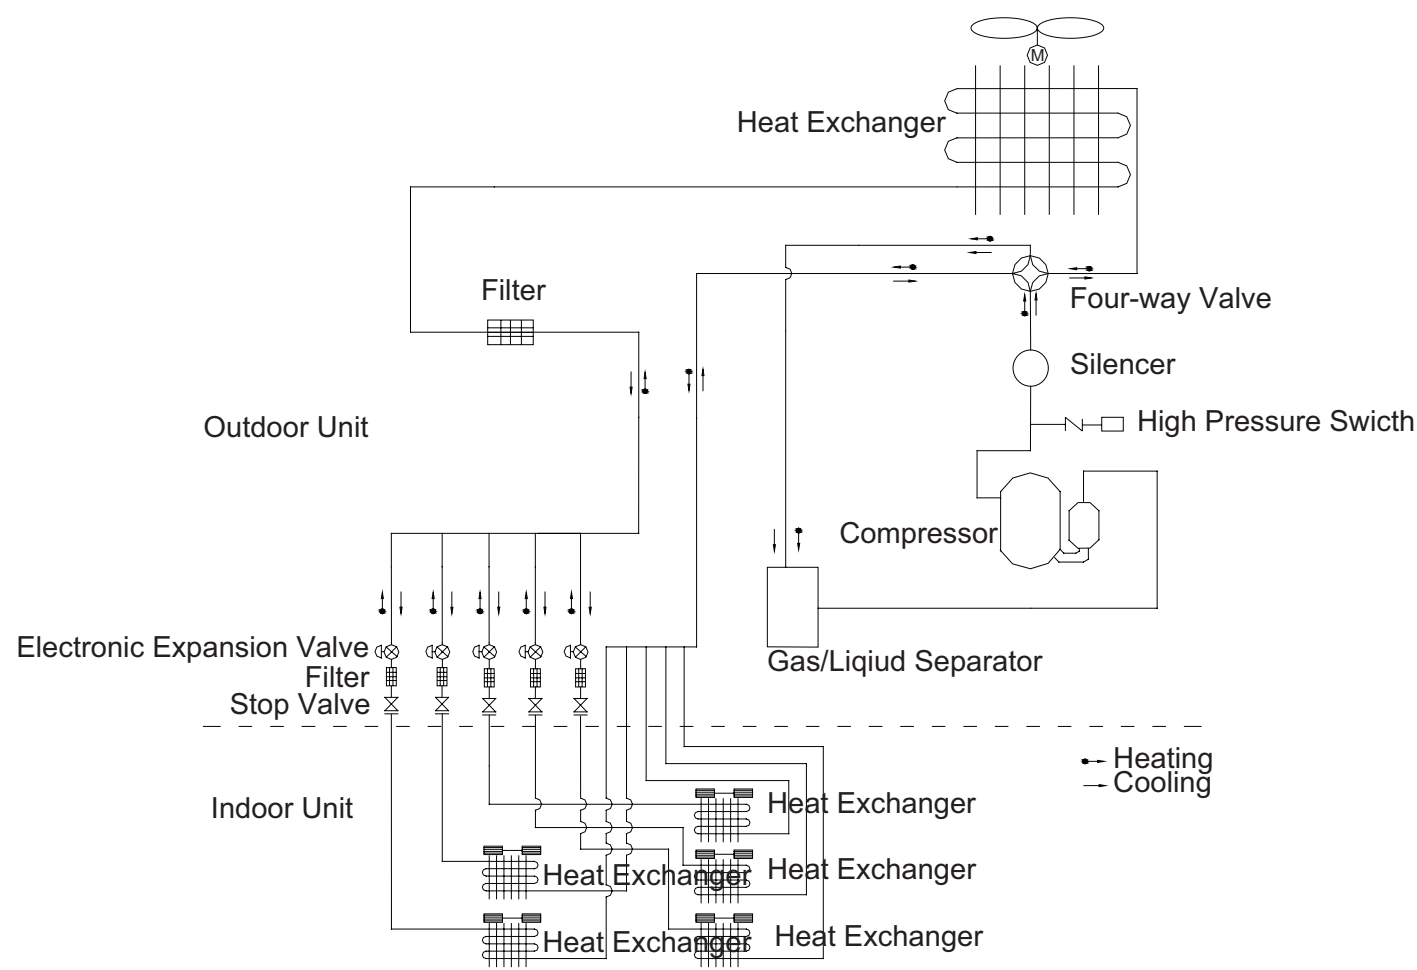 M
Heat Exchanger
Filter
Four-way Valve
Silencer
Outdoor Unit
High Pressure Swicth
Compressor
Electronic Expansion Valve
Filter
Stop Valve
Gas/Liqiud Separator
Heating
Cooling
Indoor Unit
Heat Exchanger
Heat Exchanger
Heat Exchanger
Heat Exchanger
Heat Exchanger